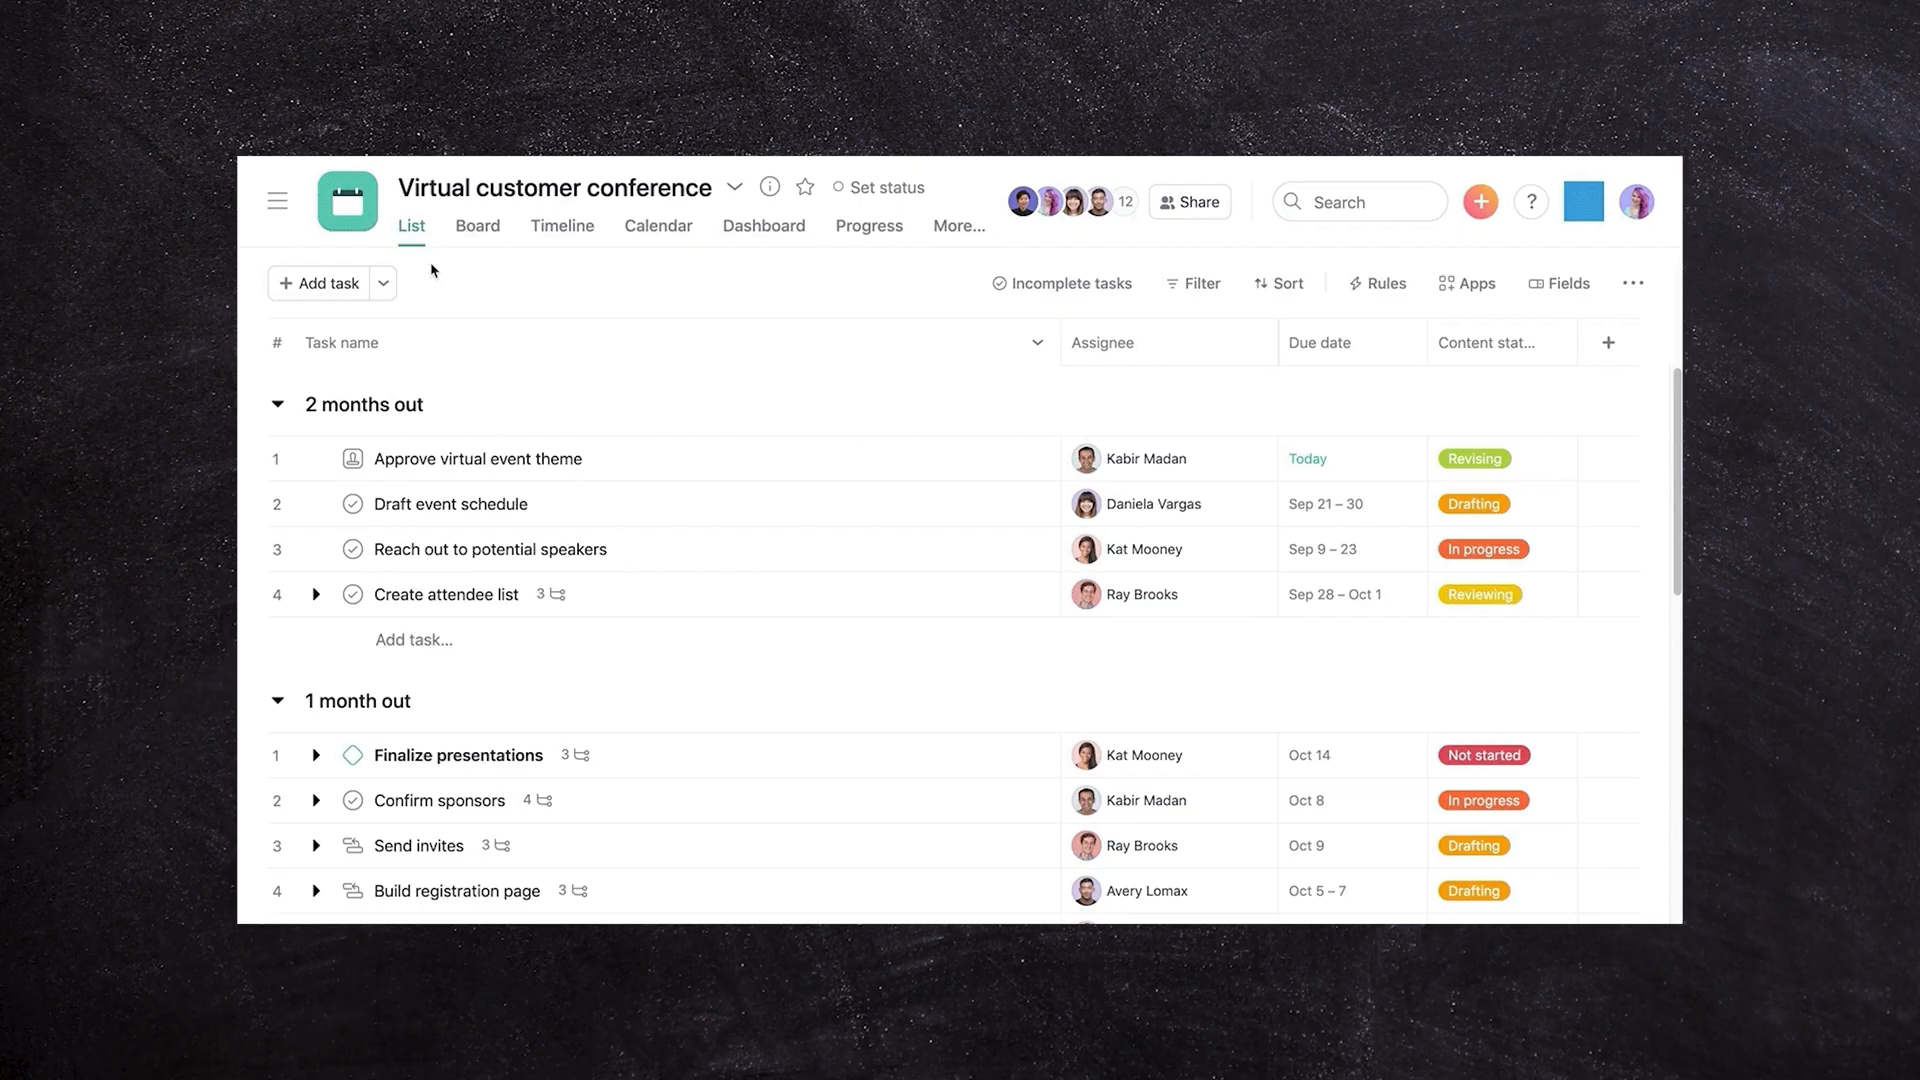 Virtual customer conference Set status
List Board Timeline Calendar Dashboard Progress More...
12 Share Search ?
Add task Incomplete tasks Filter Sort Rules Apps Fields
# Task name Assignee Due date Content stat...
2 months out
1 Approve virtual event theme Kabir Madan Today Revising
2 Draft event schedule Daniela Vargas Sep 21 – 30 Drafting
3 Reach out to potential speakers Kat Mooney Sep 9 – 23 In progress
4 Create attendee list 3 Ray Brooks Sep 28 – Oct 1 Reviewing
Add task...
1 month out
1 Finalize presentations 3 Kat Mooney Oct 14 Not started
2 Confirm sponsors 4 Kabir Madan Oct 8 In progress
3 Send invites 3 Ray Brooks Oct 9 Drafting
4 Build registration page 3 Avery Lomax Oct 5 – 7 Drafting